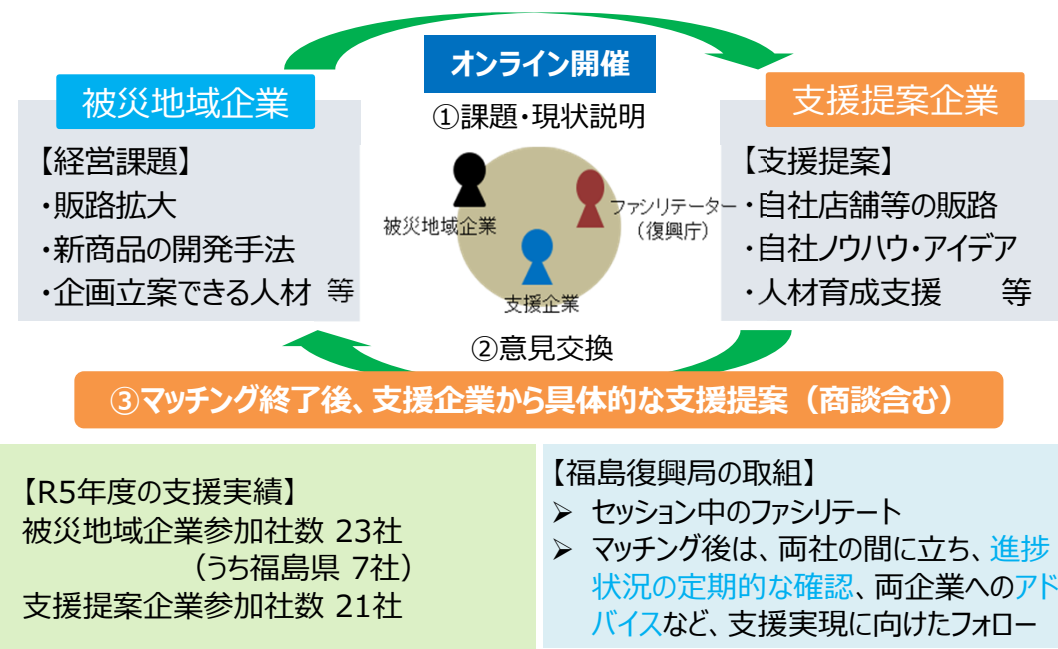 オンライン開催
被災地域企業
支援提案企業
①課題・現状説明
【経営課題】
・販路拡大
・新商品の開発手法
・企画立案できる人材 等
被災地域企業
ファシリテーター
（復興庁）
支援企業
【支援提案】
・自社店舗等の販路
・自社ノウハウ・アイデア
・人材育成支援 等
②意見交換
③マッチング終了後、支援企業から具体的な支援提案（商談含む）
【R5年度の支援実績】
被災地域企業参加社数 23社
（うち福島県 7社）
支援提案企業参加社数 21社
【福島復興局の取組】
➢ セッション中のファシリテート
➢ マッチング後は、両社の間に立ち、進捗
状況の定期的な確認、両企業へのアド
バイスなど、支援実現に向けたフォロー